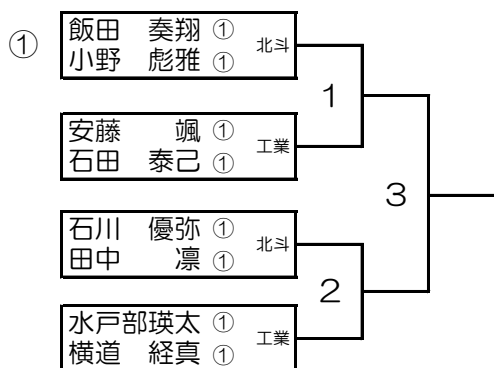 ①
飯田　奏翔 ①
小野　彪雅 ①
北斗
安藤　　颯 ①
石田　泰己 ①
工業
石川　優弥 ①
田中　　凛 ①
北斗
水戸部瑛太 ①
横道　経真 ①
工業
1
2
3